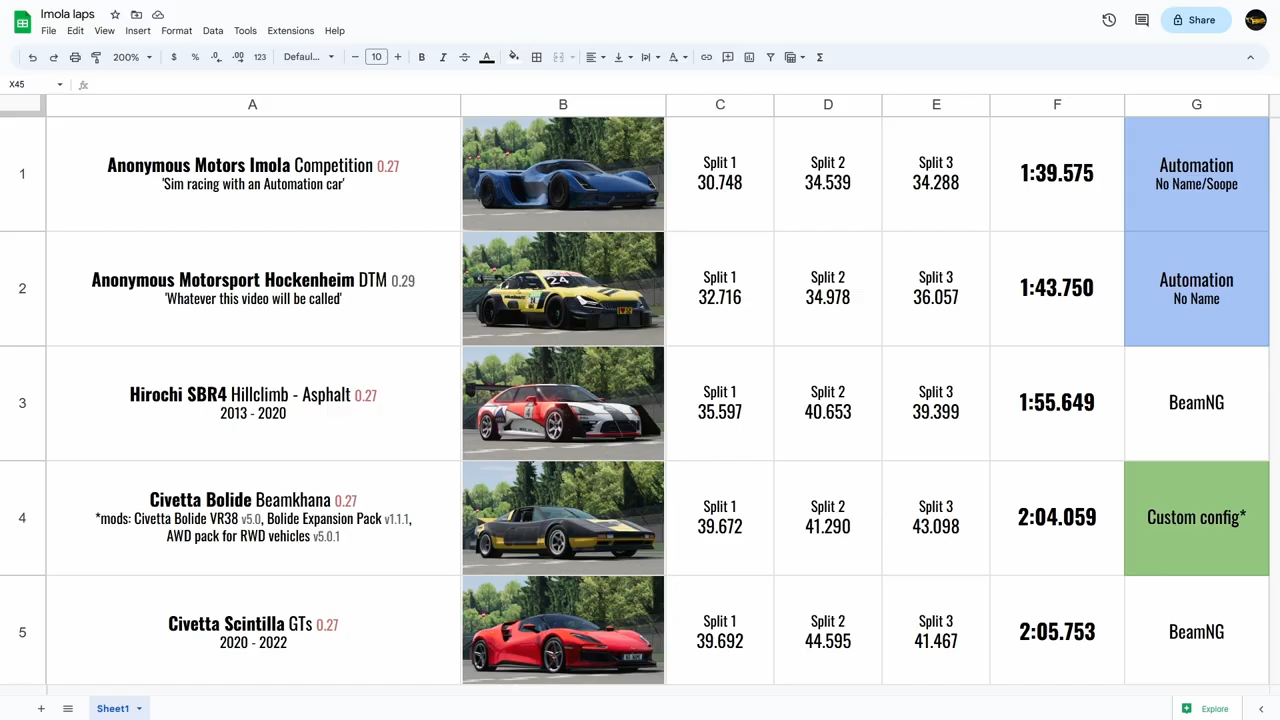 Imola laps
File Edit View Insert Format Data Tools Extensions Help
Share
200% $ % .0 .00 123 Defaul... 10 B I A Σ
X45 fx
A B C D E F G
1
Anonymous Motors Imola Competition 0.27
'Sim racing with an Automation car'
Split 1
30.748
Split 2
34.539
Split 3
34.288
1:39.575
Automation
No Name/Soope
2
Anonymous Motorsport Hockenheim DTM 0.29
'Whatever this video will be called'
24
Split 1
32.716
Split 2
34.978
Split 3
36.057
1:43.750
Automation
No Name
3
Hirochi SBR4 Hillclimb - Asphalt 0.27
2013 - 2020
Split 1
35.597
Split 2
40.653
Split 3
39.399
1:55.649
BeamNG
4
Civetta Bolide Beamkhana 0.27
*mods: Civetta Bolide VR38 v5.0, Bolide Expansion Pack v1.1.1,
AWD pack for RWD vehicles v5.0.1
Split 1
39.672
Split 2
41.290
Split 3
43.098
2:04.059
Custom config*
5
Civetta Scintilla GTs 0.27
2020 - 2022
Split 1
39.692
Split 2
44.595
Split 3
41.467
2:05.753
BeamNG
Sheet1
Explore